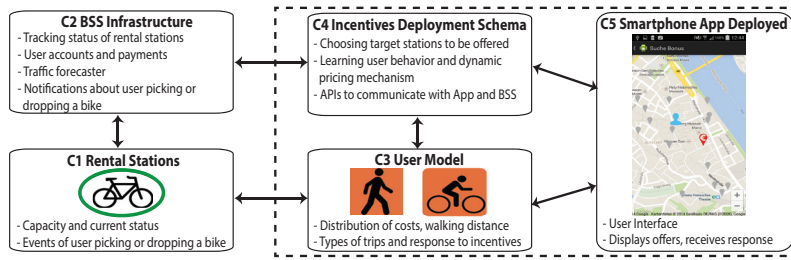 C2 BSS Infrastructure
- Tracking status of rental stations
- User accounts and payments
- Traffic forecaster
- Notifications about user picking or
dropping a bike
C4 Incentives Deployment Schema
- Choosing target stations to be offered
- Learning user behavior and dynamic
pricing mechanism
- APIs to communicate with App and BSS
C5 Smartphone App Deployed
12:44
Suche Bonus
- User Interface
- Displays offers, receives response
C1 Rental Stations
- Capacity and current status
- Events of user picking or dropping a bike
C3 User Model
- Distribution of costs, walking distance
- Types of trips and response to incentives